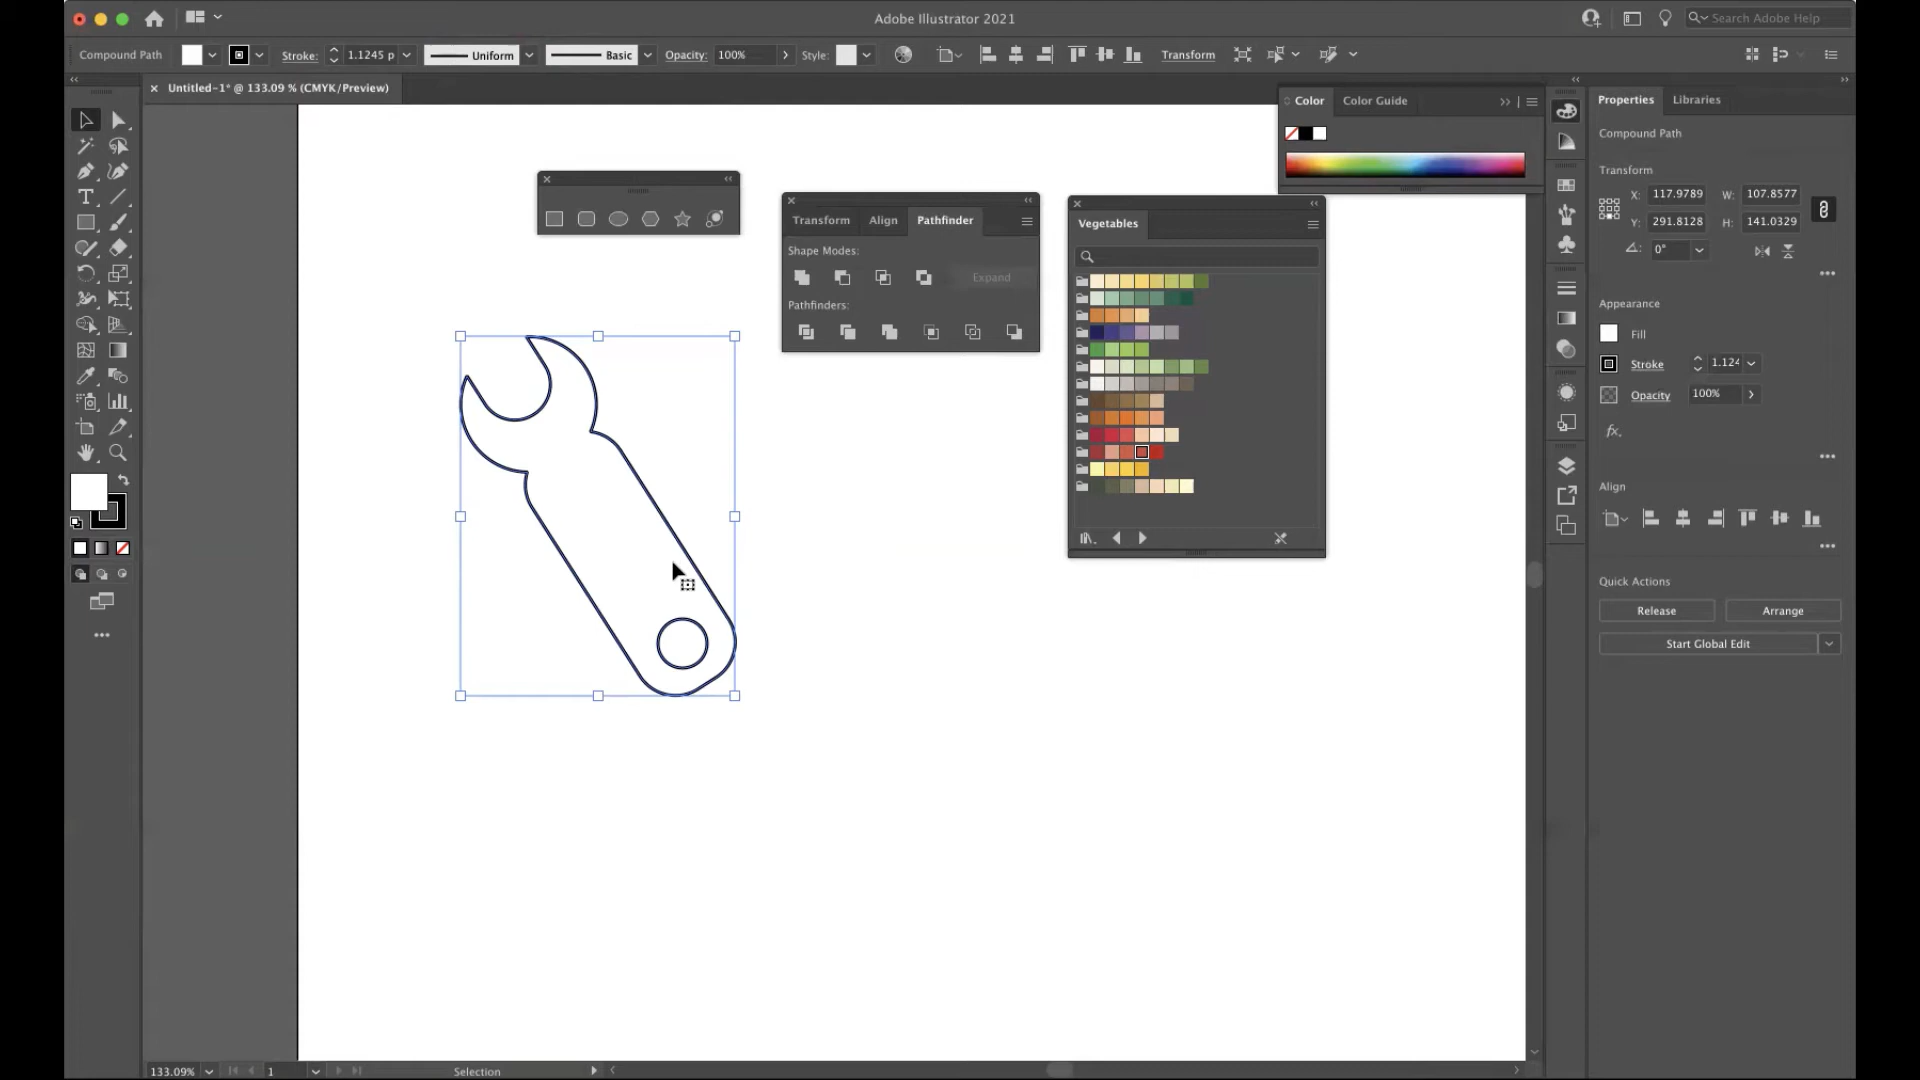 Adobe Illustrator 2021
Search Adobe Help
Compound Path
Stroke:
1.1245 p
Uniform
Basic
Opacity:
100%
Style:
Transform
Untitled-1* @ 133.09 % (CMYK/Preview)
Color
Color Guide
Properties
Libraries
Compound Path
Transform
X:
117.9789
W:
107.8577
Y:
291.8128
H:
141.0329
0°
Transform
Align
Pathfinder
Shape Modes:
Expand
Pathfinders:
Vegetables
Appearance
Fill
Stroke
1.124
Opacity
100%
fx.
Align
Quick Actions
Release
Arrange
Start Global Edit
133.09%
1
Selection